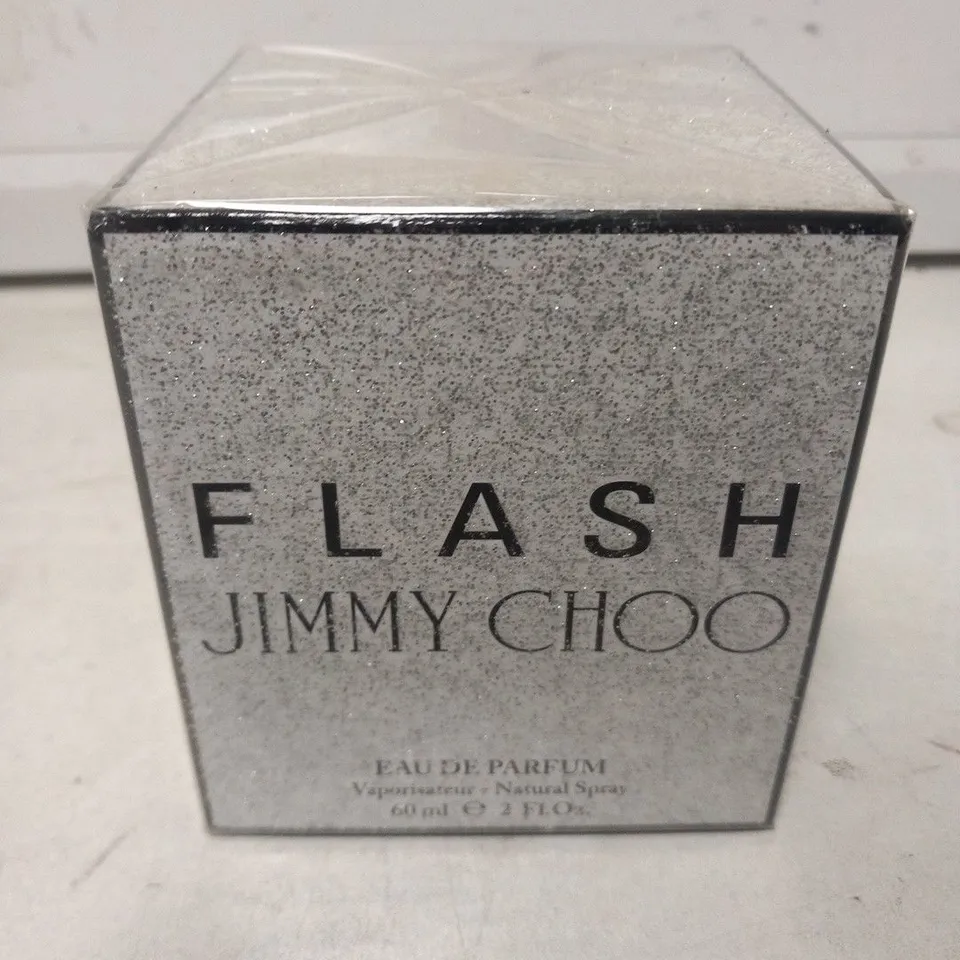 FLASH
JIMMY CHOO
EAU DE PARFUM
Vaporisateur - Natural Spray
60 ml ℮ 2 Fl. Oz.